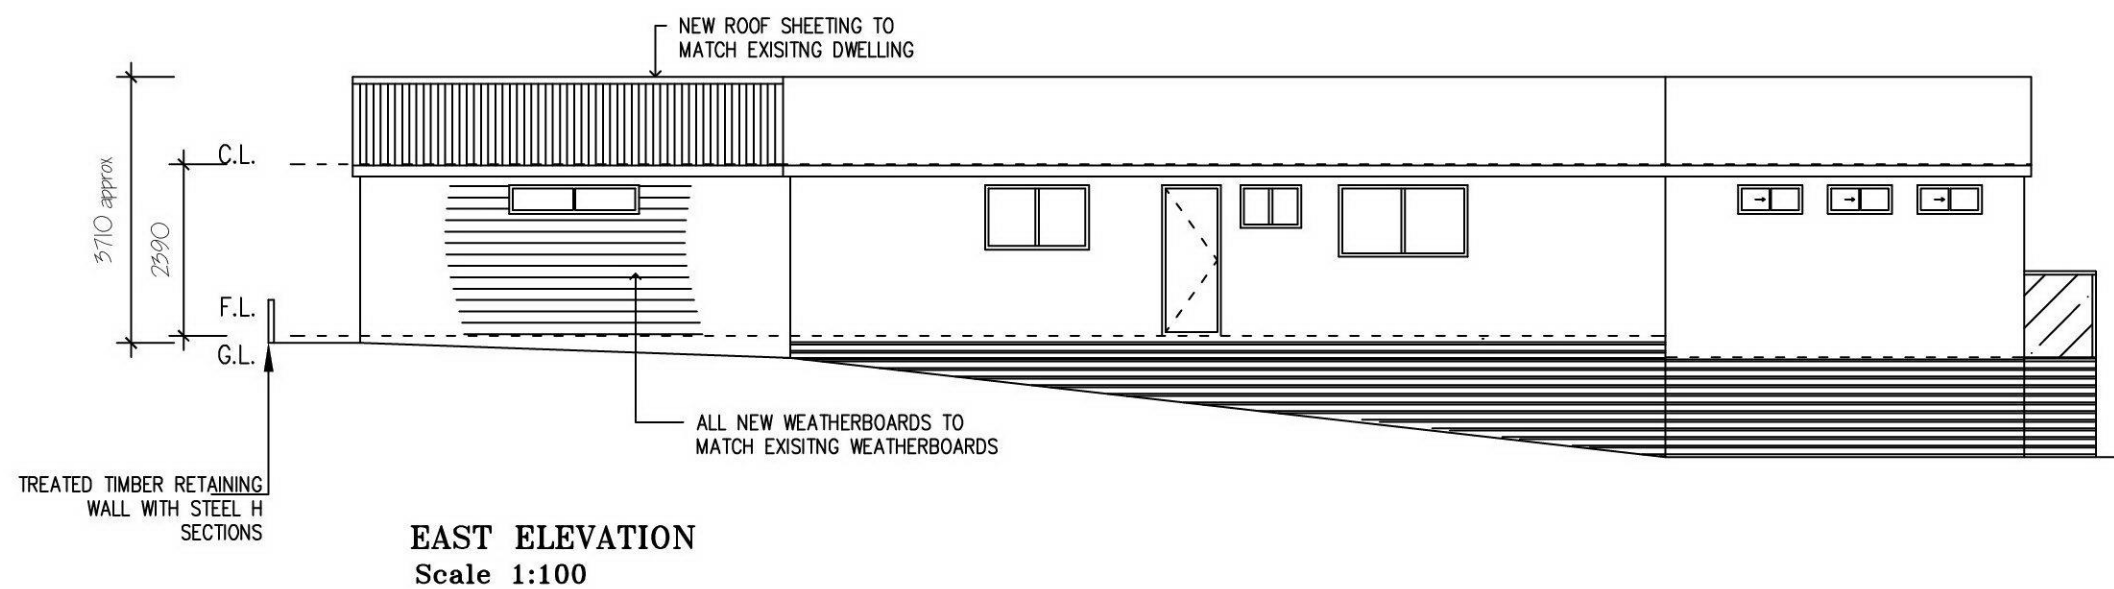 NEW ROOF SHEETING TO
MATCH EXISITNG DWELLING
C.L.
3710 approx
2390
F.L.
G.L.
ALL NEW WEATHERBOARDS TO
MATCH EXISITNG WEATHERBOARDS
TREATED TIMBER RETAINING
WALL WITH STEEL H
SECTIONS
EAST ELEVATION
Scale 1:100